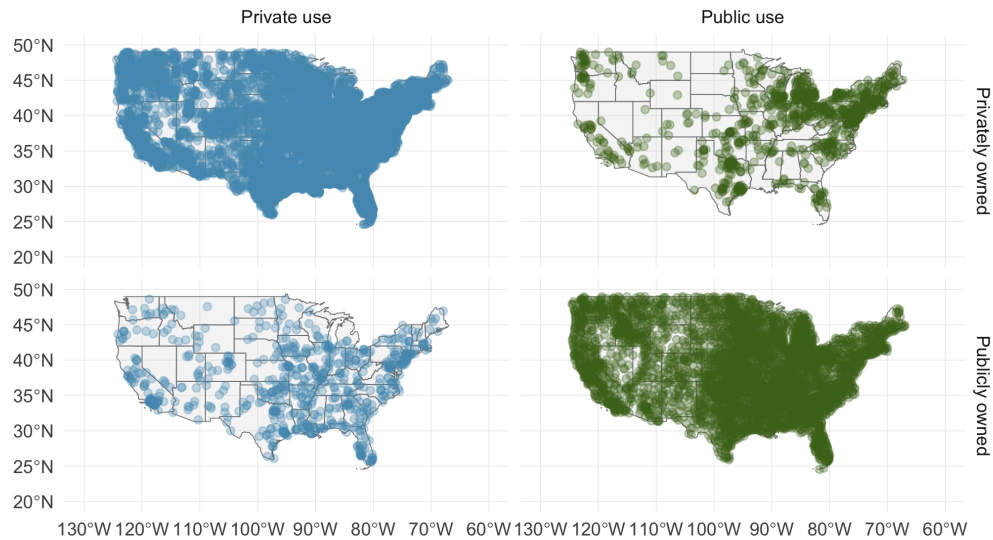 Private use
Public use
50°N
45°N
40°N
35°N
30°N
25°N
20°N
Privately owned
50°N
45°N
40°N
35°N
30°N
25°N
20°N
Publicly owned
130°W 120°W 110°W 100°W 90°W 80°W 70°W 60°W 130°W 120°W 110°W 100°W 90°W 80°W 70°W 60°W